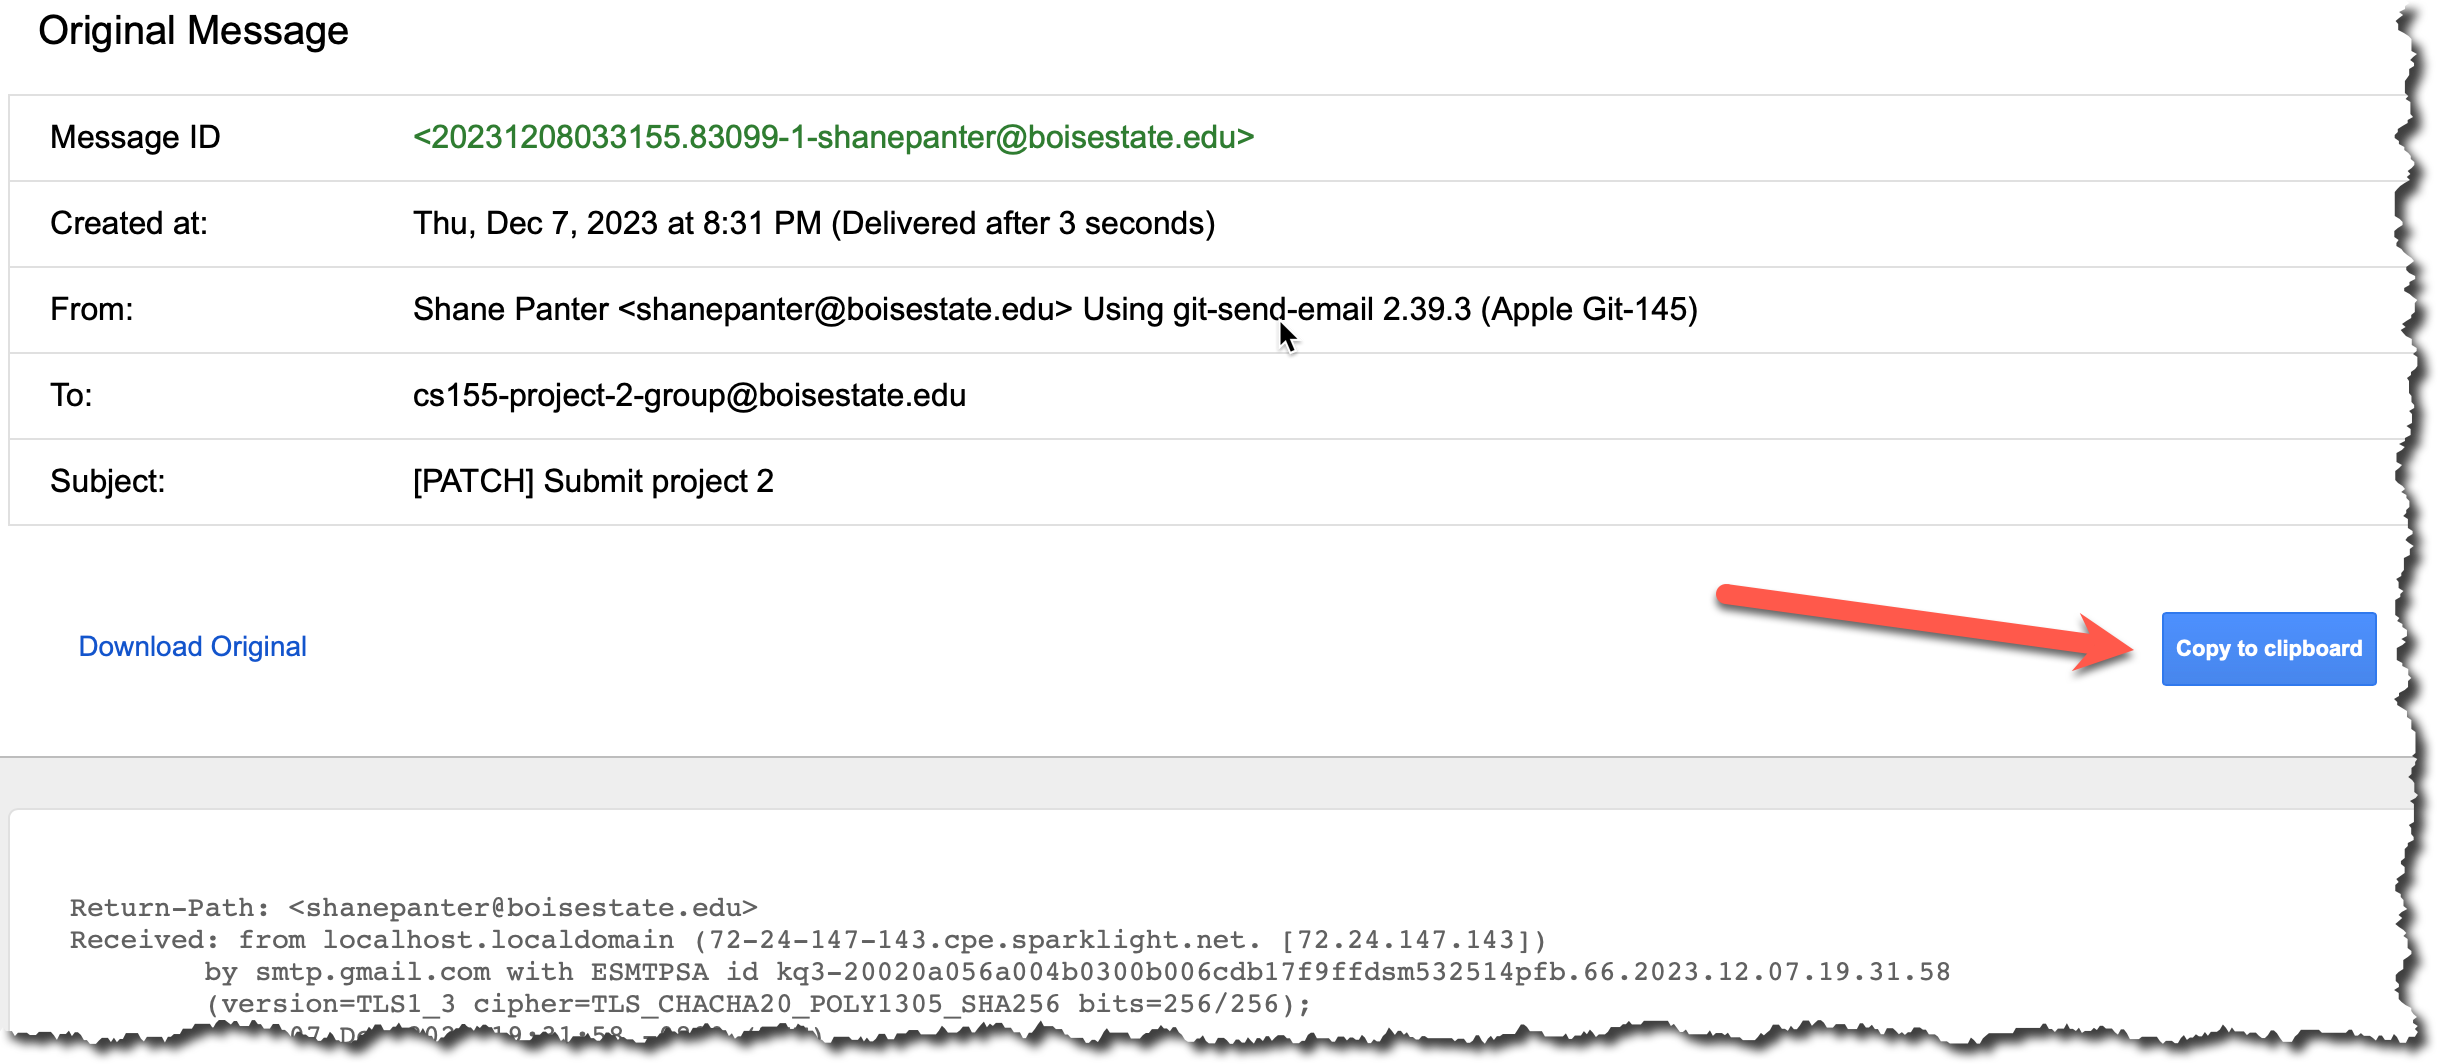 Original Message
Message ID <20231208033155.83099-1-shanepanter@boisestate.edu>
Created at: Thu, Dec 7, 2023 at 8:31 PM (Delivered after 3 seconds)
From: Shane Panter <shanepanter@boisestate.edu> Using git-send-email 2.39.3 (Apple Git-145)
To: cs155-project-2-group@boisestate.edu
Subject: [PATCH] Submit project 2
Download Original
Copy to clipboard
Return-Path: <shanepanter@boisestate.edu>
Received: from localhost.localdomain (72-24-147-143.cpe.sparklight.net. [72.24.147.143])
by smtp.gmail.com with ESMTPSA id kq3-20020a056a004b0300b006cdb17f9ffdsm532514pfb.66.2023.12.07.19.31.58
(version=TLS1_3 cipher=TLS_CHACHA20_POLY1305_SHA256 bits=256/256);